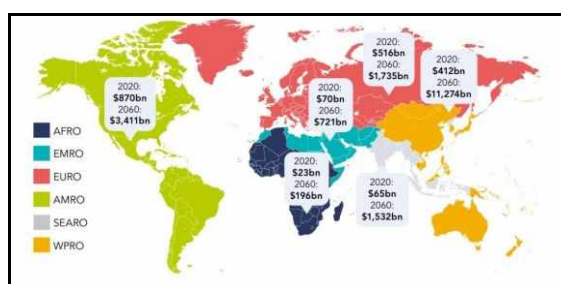 2020:
$516bn
2060:
$1,735bn
2020:
$412bn
2060:
$11,274bn
2020:
$870bn
2060:
$3,411bn
2020:
$70bn
2060:
$721bn
AFRO
EMRO
EURO
AMRO
SEARO
WPRO
2020:
$23bn
2060:
$196bn
2020:
$65bn
2060:
$1,532bn